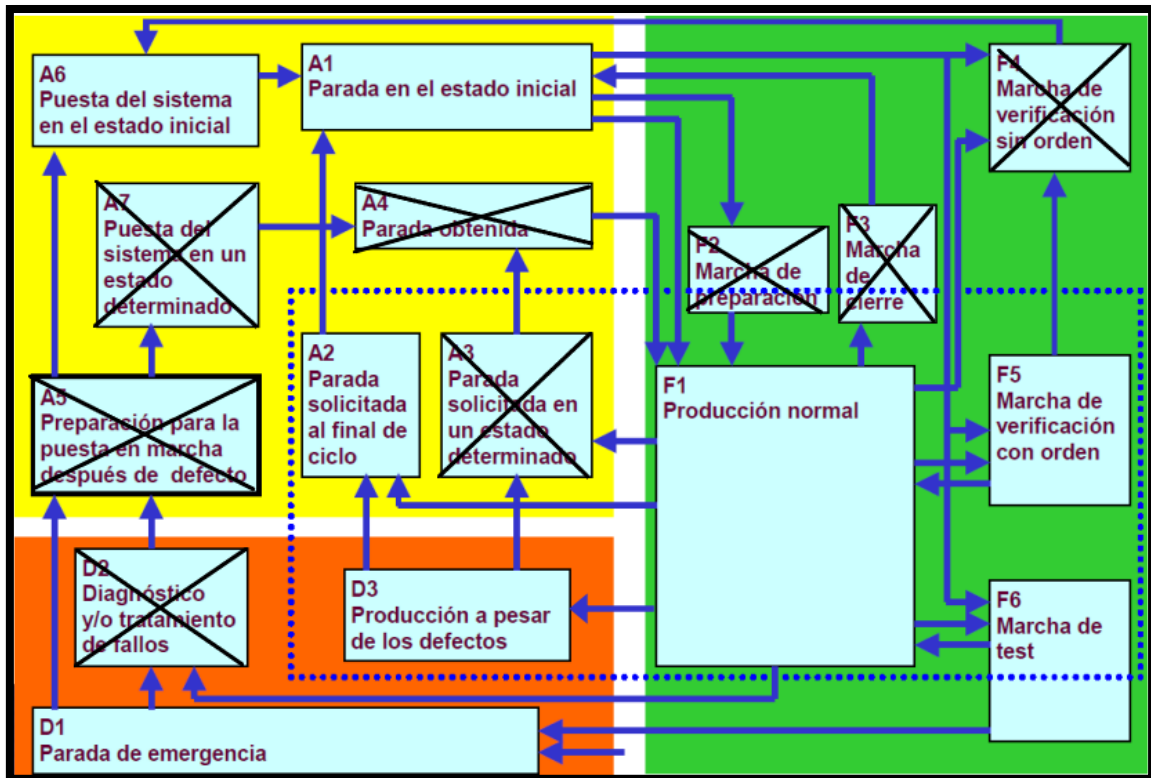 A6
Puesta del sistema
en el estado inicial
A1
Parada en el estado inicial
F4
Marcha de
verificación
sin orden
A7
Puesta del
sistema en un
estado
determinado
A4
Parada obtenida
F2
Marcha de
preparación
F3
Marcha
de
cierre
A5
Preparación para la
puesta en marcha
después de defecto
A2
Parada
solicitada
al final de
ciclo
A3
Parada
solicitada en
un estado
determinado
F1
Producción normal
F5
Marcha de
verificación
con orden
D2
Diagnóstico
y/o tratamiento
de fallos
D3
Producción a pesar
de los defectos
F6
Marcha de
test
D1
Parada de emergencia